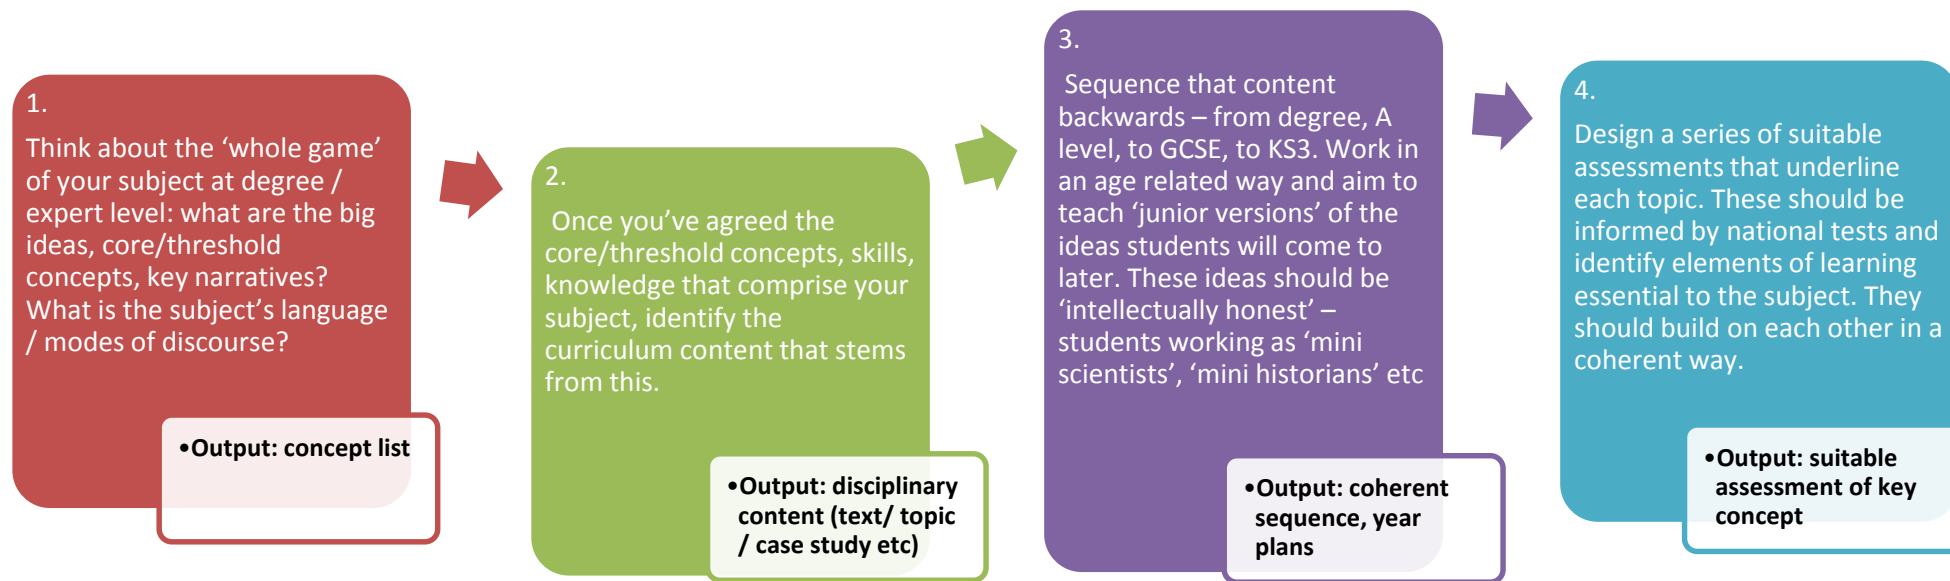 1.
Think about the ‘whole game’
of your subject at degree /
expert level: what are the big
ideas, core/threshold
concepts, key narratives?
What is the subject’s language
/ modes of discourse?
•Output: concept list
2.
Once you’ve agreed the
core/threshold concepts, skills,
knowledge that comprise your
subject, identify the
curriculum content that stems
from this.
•Output: disciplinary
content (text/ topic
/ case study etc)
3.
Sequence that content
backwards – from degree, A
level, to GCSE, to KS3. Work in
an age related way and aim to
teach ‘junior versions’ of the
ideas students will come to
later. These ideas should be
‘intellectually honest’ –
students working as ‘mini
scientists’, ‘mini historians’ etc
•Output: coherent
sequence, year
plans
4.
Design a series of suitable
assessments that underline
each topic. These should be
informed by national tests and
identify elements of learning
essential to the subject. They
should build on each other in a
coherent way.
•Output: suitable
assessment of key
concept